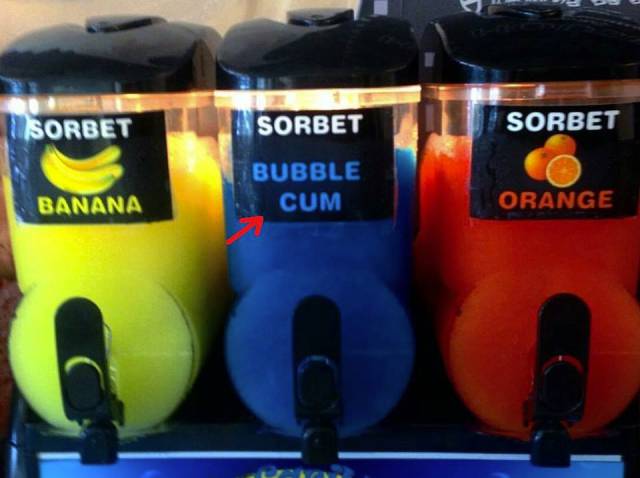 SORBET
BANANA
SORBET
BUBBLE
CUM
SORBET
ORANGE